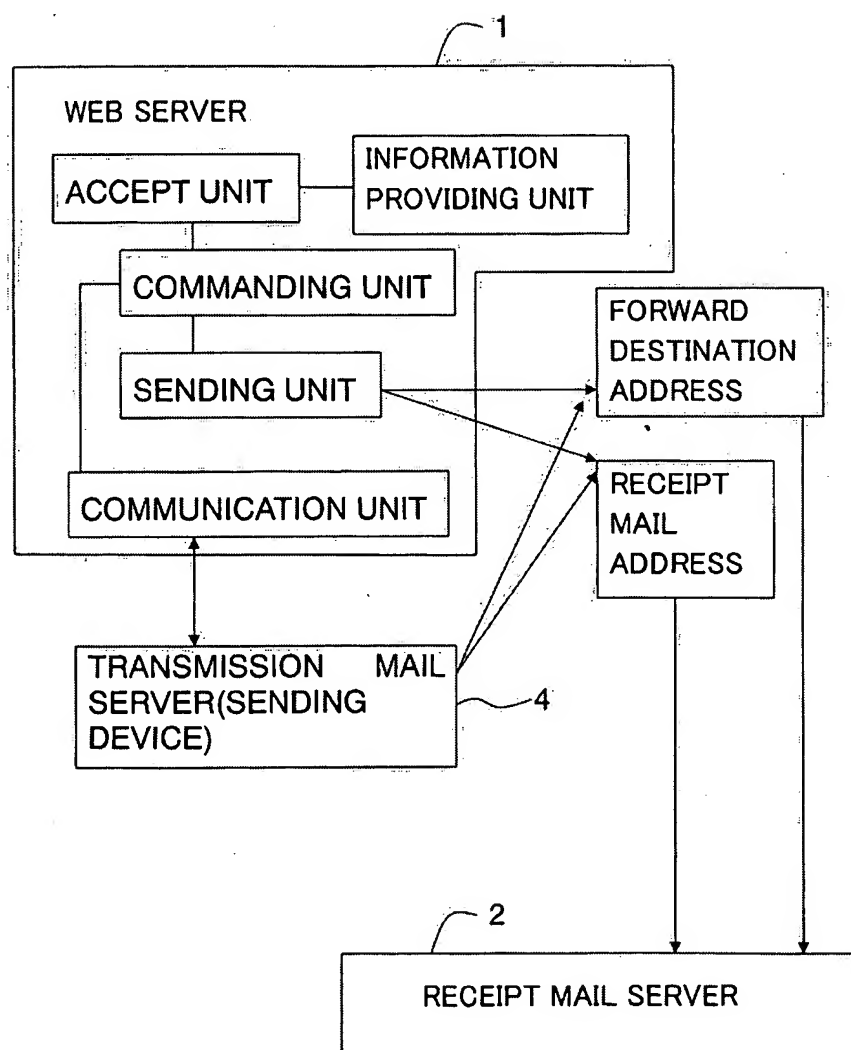 1
WEB SERVER
ACCEPT UNIT
INFORMATION
PROVIDING UNIT
COMMANDING UNIT
SENDING UNIT
COMMUNICATION UNIT
FORWARD
DESTINATION
ADDRESS
RECEIPT
MAIL
ADDRESS
TRANSMISSION MAIL
SERVER(SENDING
DEVICE)
4
2
RECEIPT MAIL SERVER